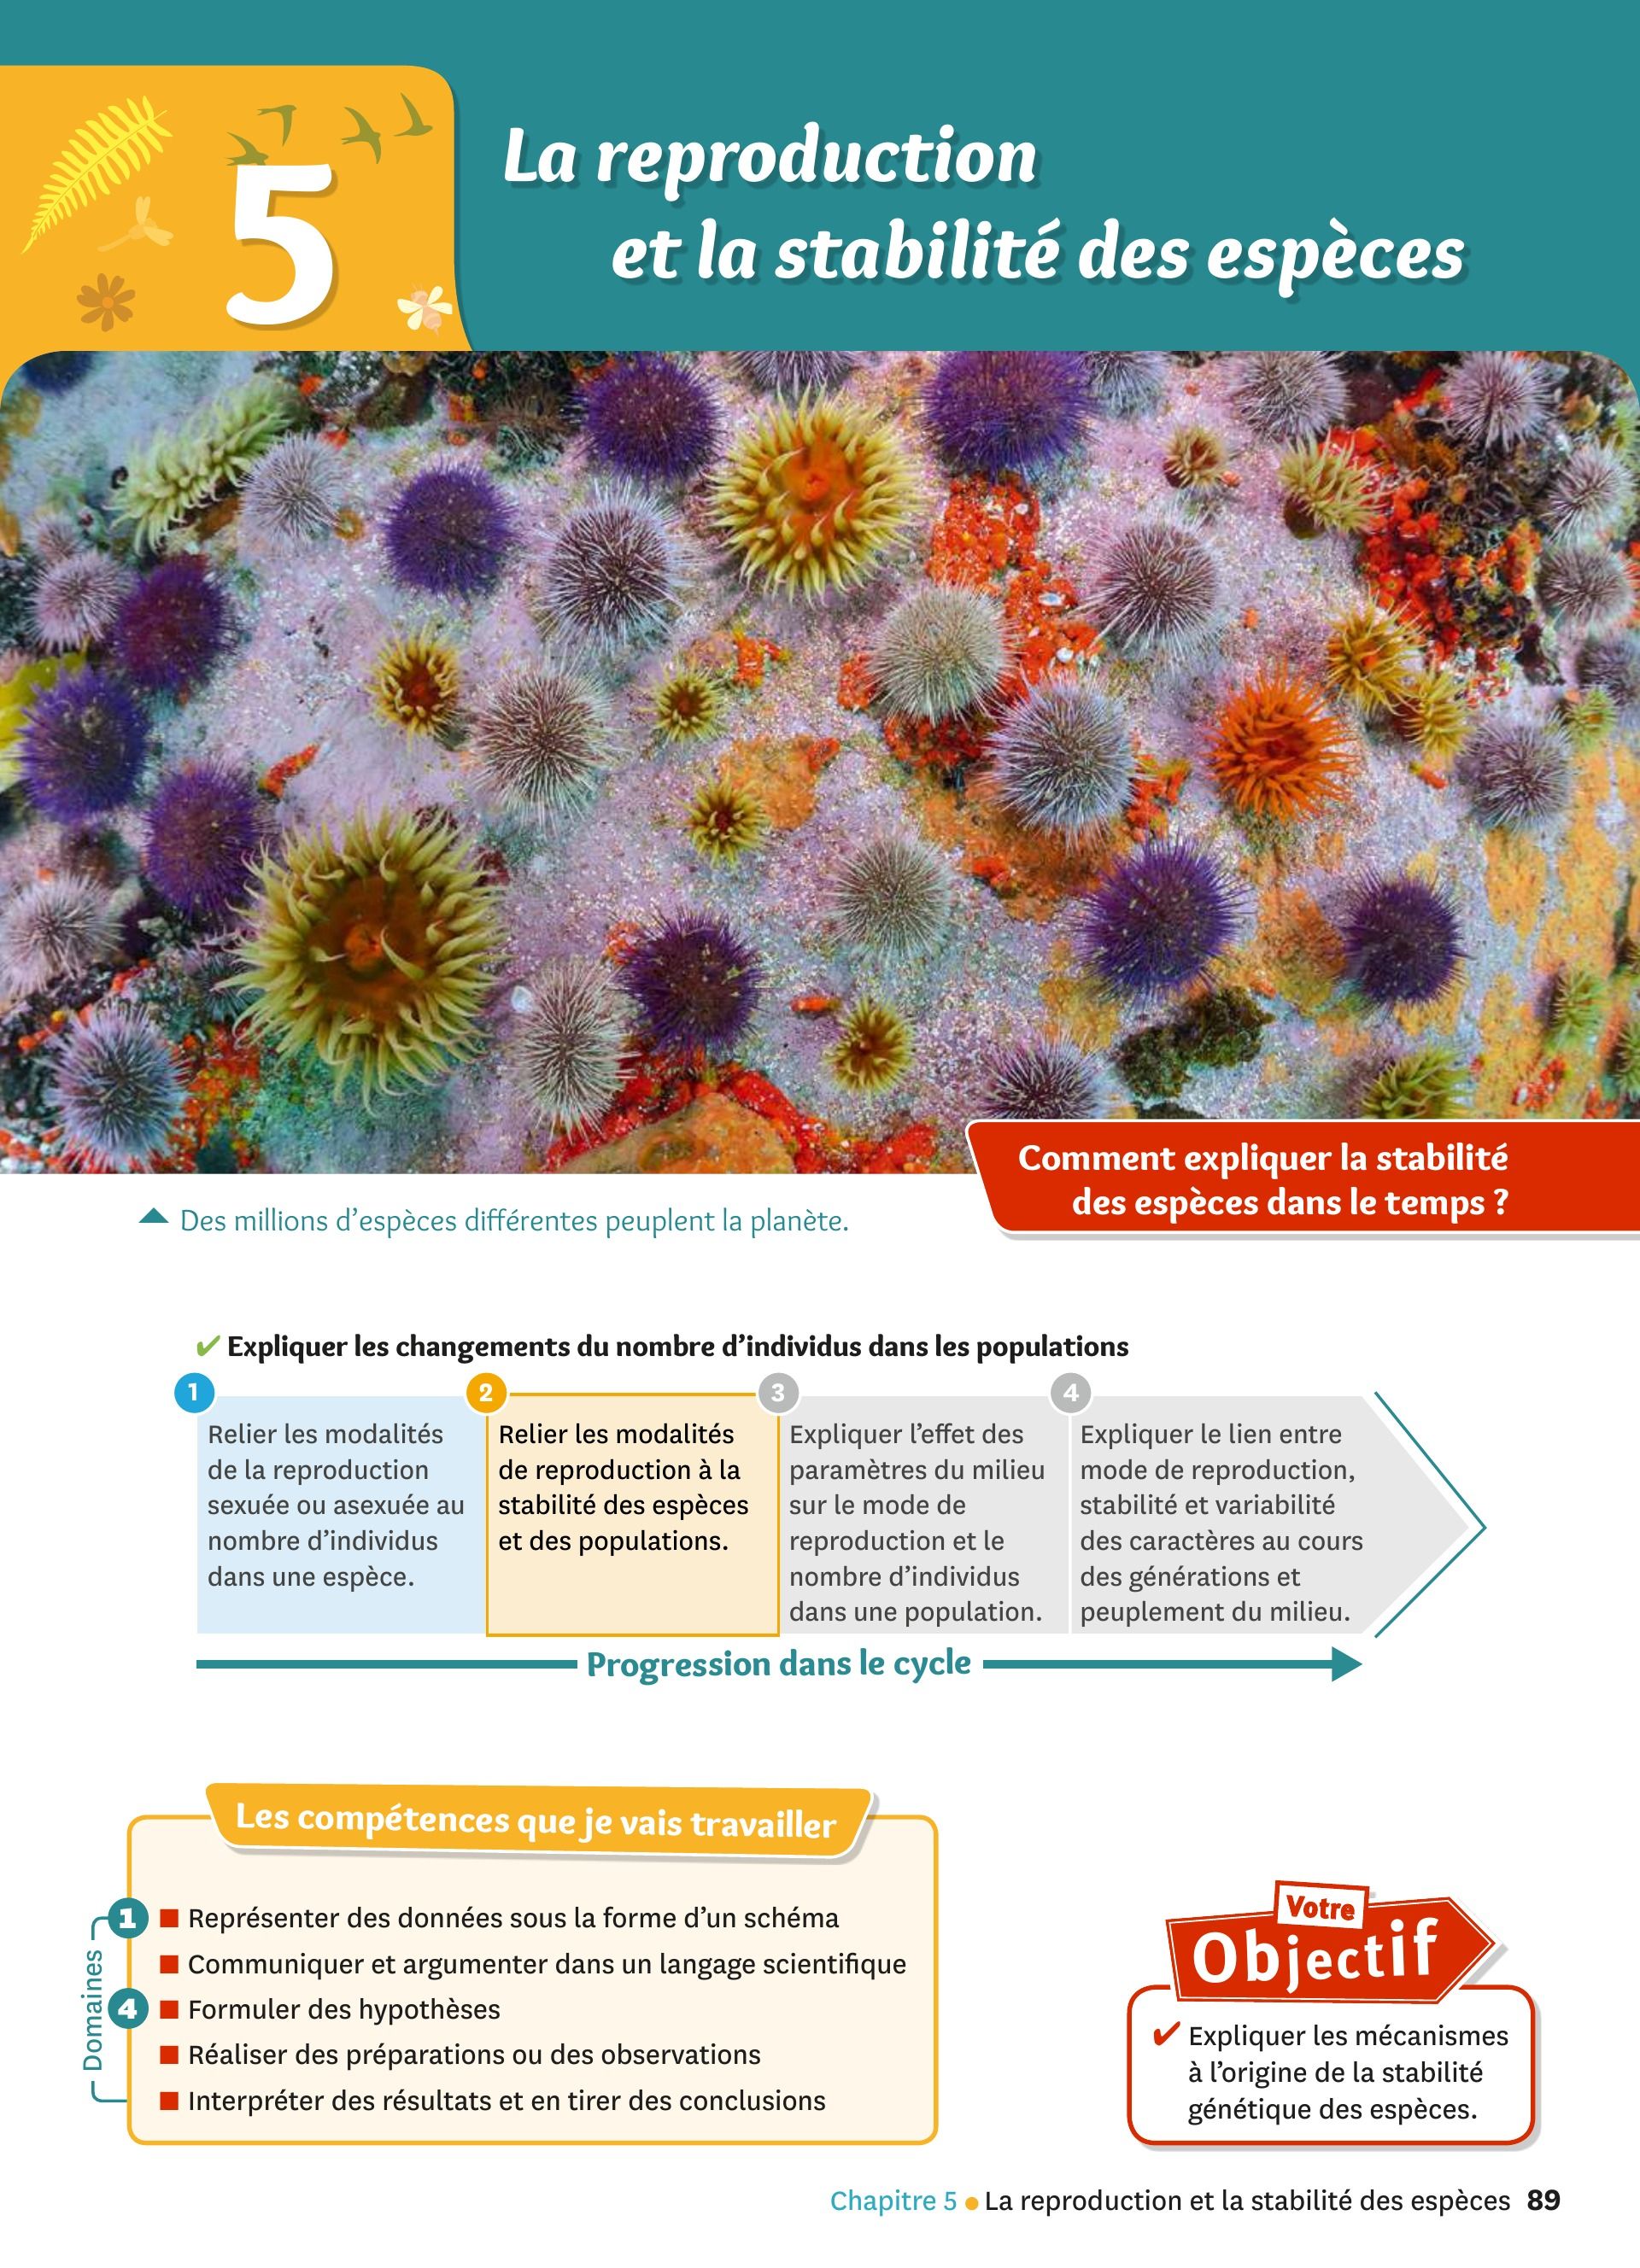 5
La reproduction
et la stabilité des espèces
Comment expliquer la stabilité
des espèces dans le temps ?
Des millions d'espèces différentes peuplent la planète.
✔ Expliquer les changements du nombre d'individus dans les populations
1
Relier les modalités
de la reproduction
sexuée ou asexuée au
nombre d'individus
dans une espèce.
2
Relier les modalités
de reproduction à la
stabilité des espèces
et des populations.
3
Expliquer l'effet des
paramètres du milieu
sur le mode de
reproduction et le
nombre d'individus
dans une population.
4
Expliquer le lien entre
mode de reproduction,
stabilité et variabilité
des caractères au cours
des générations et
peuplement du milieu.
Progression dans le cycle
Les compétences que je vais travailler
Domaines
1 ■ Représenter des données sous la forme d'un schéma
■ Communiquer et argumenter dans un langage scientifique
4 ■ Formuler des hypothèses
■ Réaliser des préparations ou des observations
■ Interpréter des résultats et en tirer des conclusions
Votre
Objectif
✔ Expliquer les mécanismes
à l'origine de la stabilité
génétique des espèces.
Chapitre 5 ● La reproduction et la stabilité des espèces 89